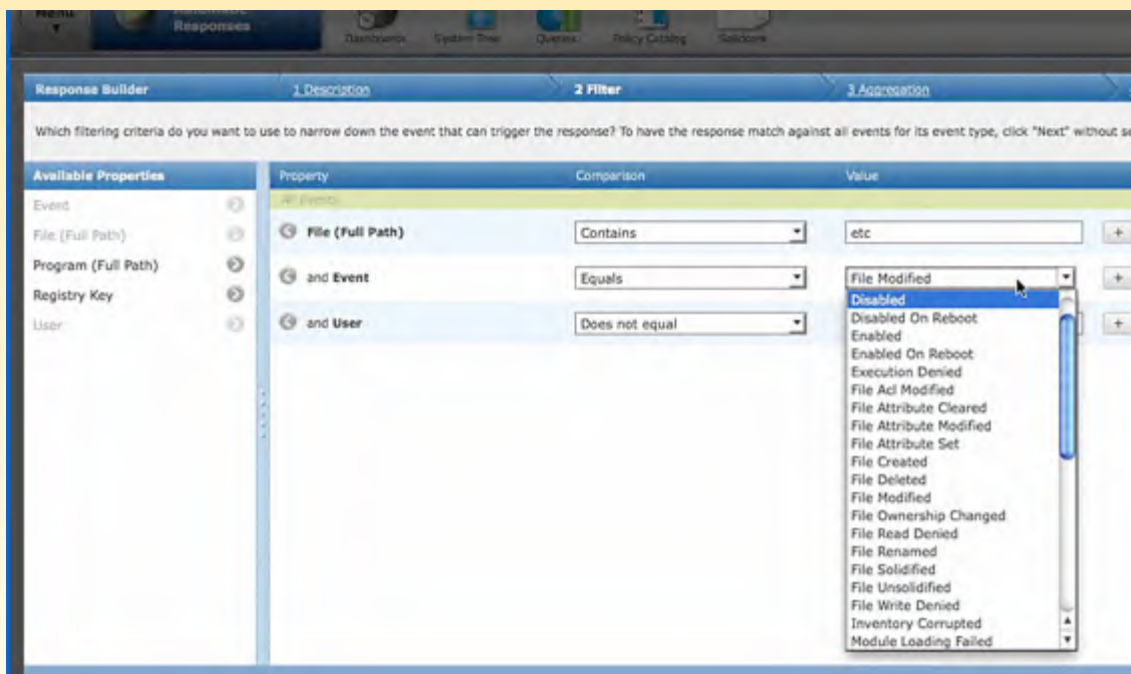 Menu
Automatic
Responses
Dashboards System Tree Queries Policy Catalog Solidcore
Response Builder 1 Description 2 Filter 3 Aggregation
Which filtering criteria do you want to use to narrow down the event that can trigger the response? To have the response match against all events for its event type, click "Next" without se
Available Properties Property Comparison Value
Event All Events
File (Full Path) File (Full Path) Contains etc +
Program (Full Path) and Event Equals File Modified +
Registry Key Disabled
User and User Does not equal +
Disabled On Reboot
Enabled
Enabled On Reboot
Execution Denied
File Acl Modified
File Attribute Cleared
File Attribute Modified
File Attribute Set
File Created
File Deleted
File Modified
File Ownership Changed
File Read Denied
File Renamed
File Solidified
File Unsolidified
File Write Denied
Inventory Corrupted
Module Loading Failed